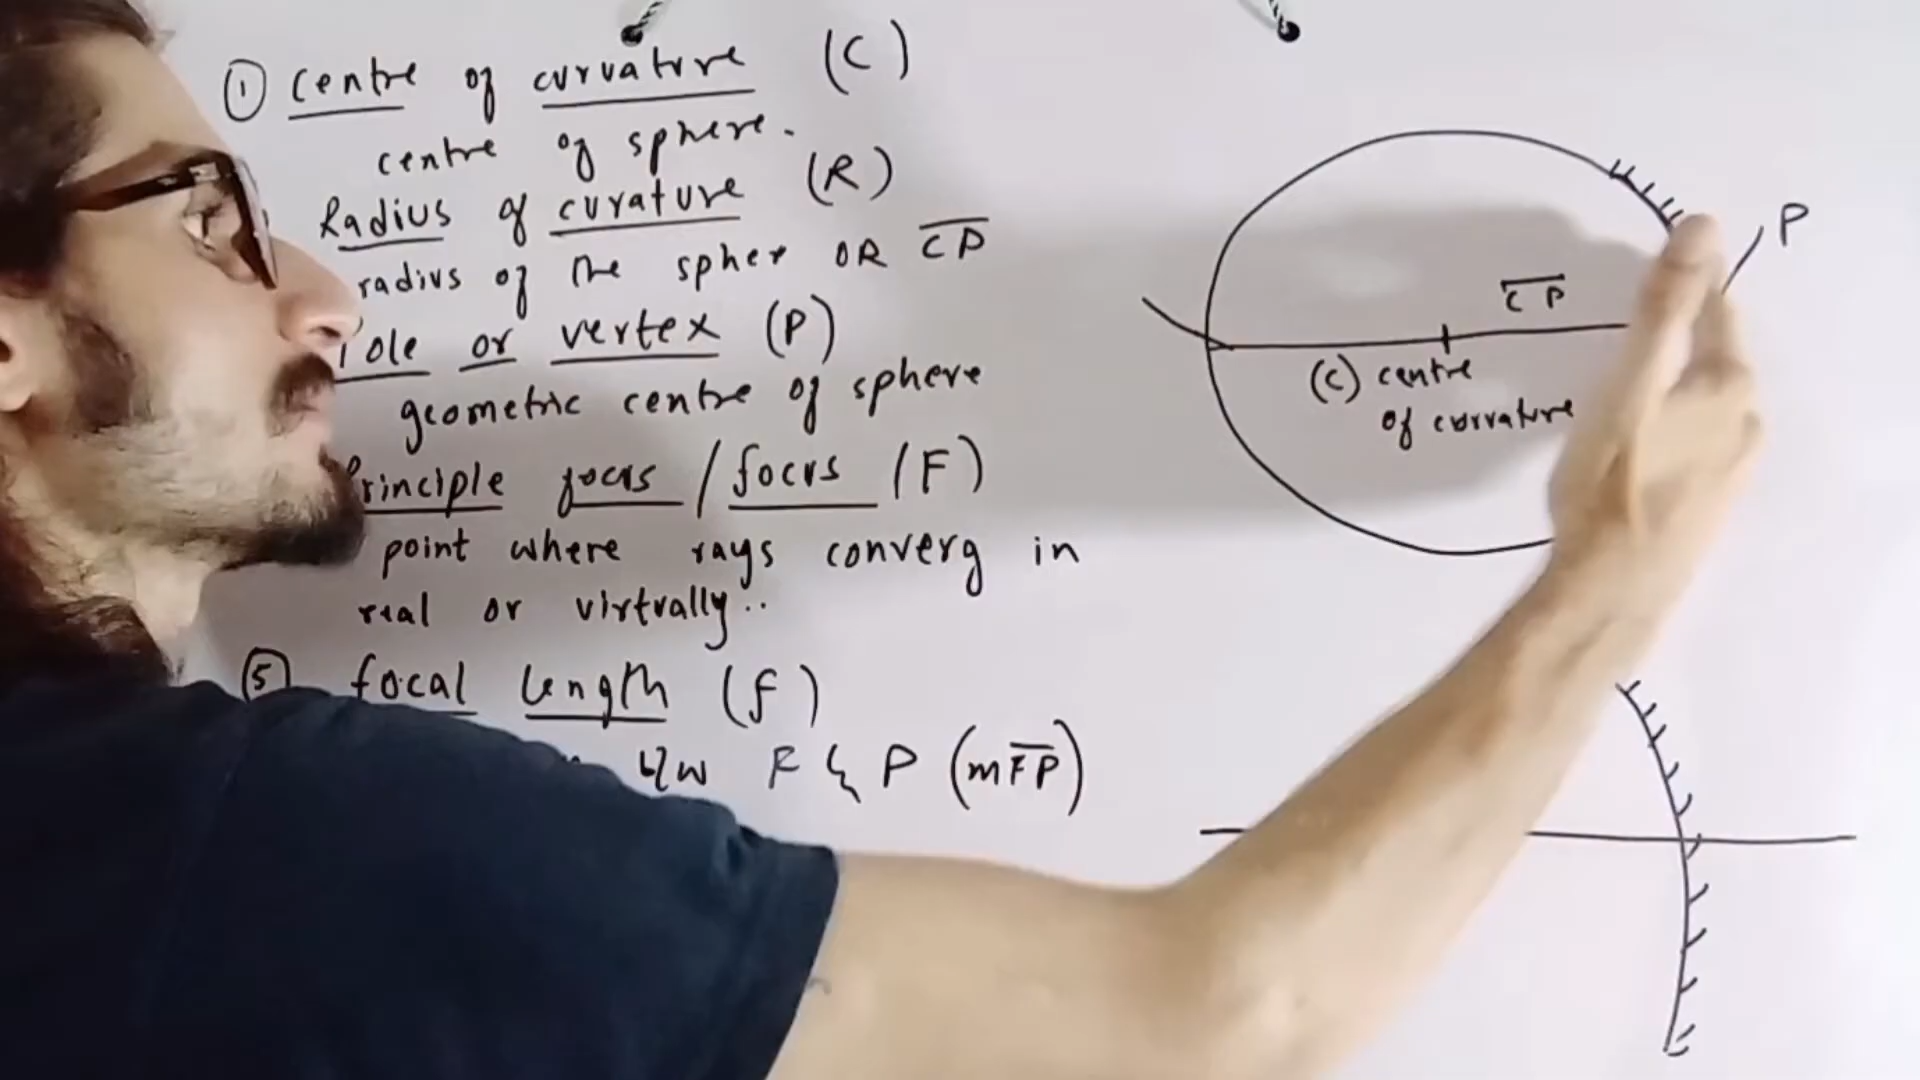 ① Centre of curvature (C)
centre of sphere.
Radius of curature (R)
radius of the spher OR CP
ole or vertex (P)
geometric centre of sphere
rinciple focus / focus (F)
point where rays converg in
real or virtually..
⑤ focal length (f)
b/w F & P (mFP)
P
CP
(C) centre
of curvature